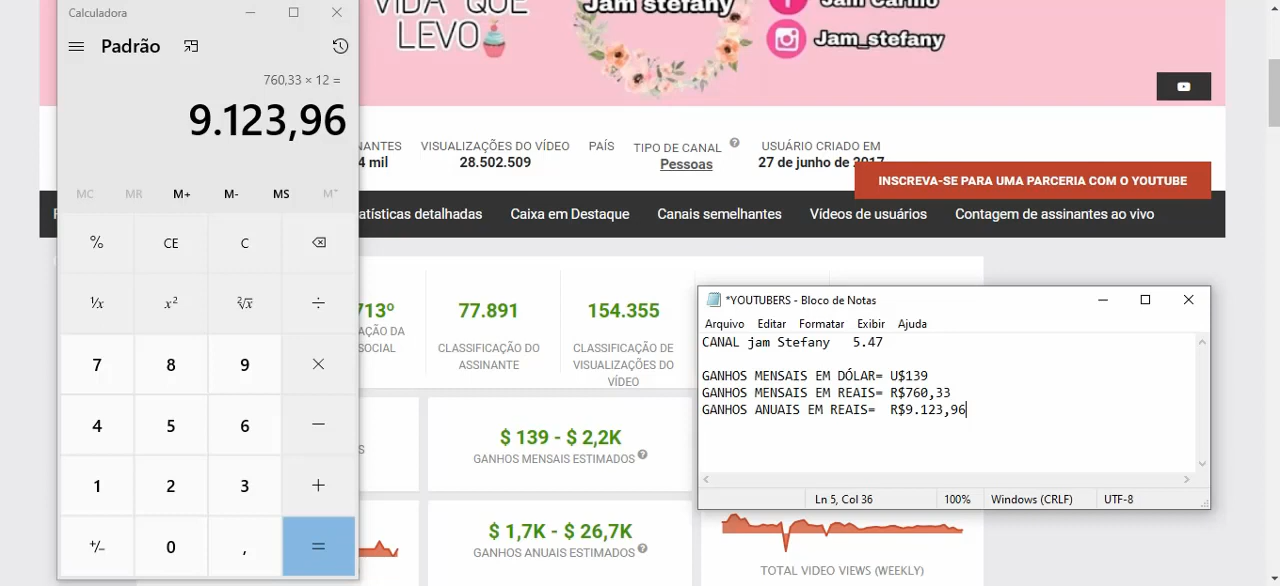 Calculadora
VIDA QUE
LEVO
Jam stefany
Jam Carmo
Jam_stefany
Padrão
760,33 × 12 =
9.123,96
MC MR M+ M- MS
% CE C
¹/x x² ²√x ÷
7 8 9 ×
4 5 6 −
1 2 3 +
+/− 0 , =
NANTES VISUALIZAÇÕES DO VÍDEO PAÍS TIPO DE CANAL ? USUÁRIO CRIADO EM
4 mil 28.502.509 Pessoas 27 de junho de 2017
INSCREVA-SE PARA UMA PARCERIA COM O YOUTUBE
atísticas detalhadas Caixa em Destaque Canais semelhantes Vídeos de usuários Contagem de assinantes ao vivo
713º 77.891 154.355
AÇÃO DA
SOCIAL
CLASSIFICAÇÃO DO
ASSINANTE
CLASSIFICAÇÃO DE
VISUALIZAÇÕES DO
VÍDEO
$ 139 - $ 2,2K
GANHOS MENSAIS ESTIMADOS ?
$ 1,7K - $ 26,7K
GANHOS ANUAIS ESTIMADOS ?
*YOUTUBERS - Bloco de Notas
Arquivo Editar Formatar Exibir Ajuda
CANAL jam Stefany 5.47
GANHOS MENSAIS EM DÓLAR= U$139
GANHOS MENSAIS EM REAIS= R$760,33
GANHOS ANUAIS EM REAIS= R$9.123,96
Ln 5, Col 36 100% Windows (CRLF) UTF-8
TOTAL VIDEO VIEWS (WEEKLY)